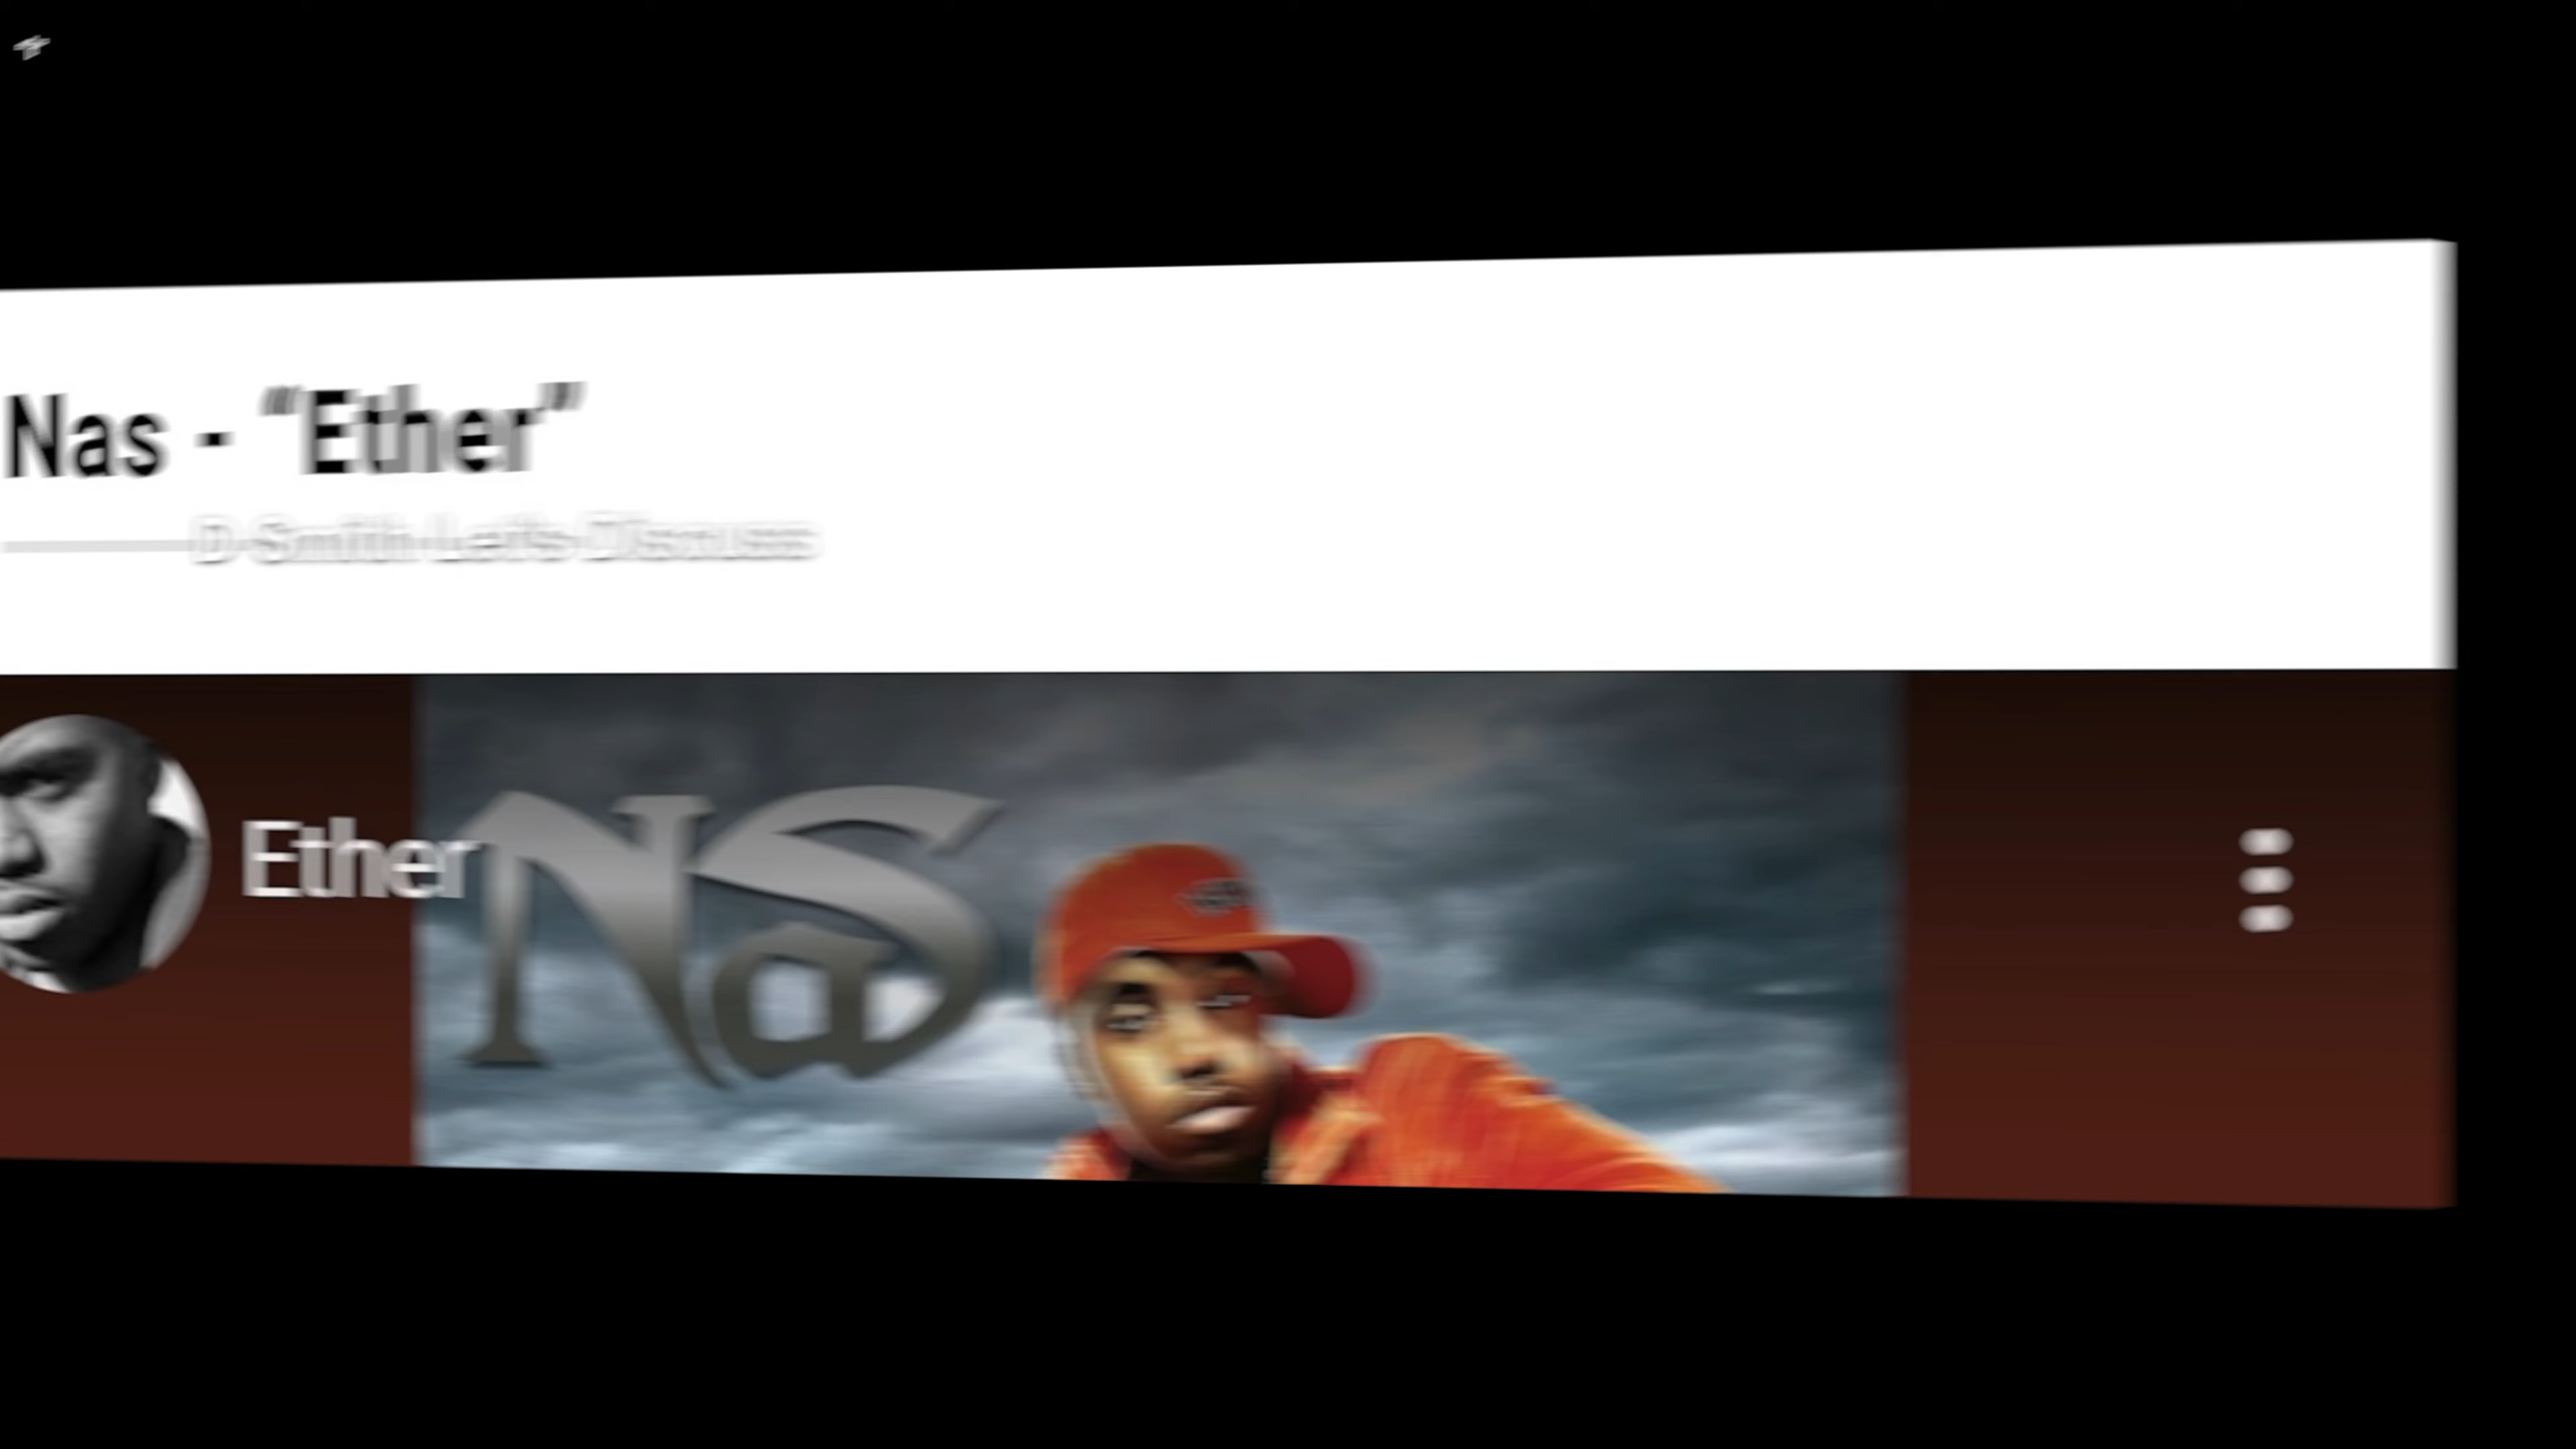 Nas - “Ether”
D Smith Let's Discuss
Ether
NaS